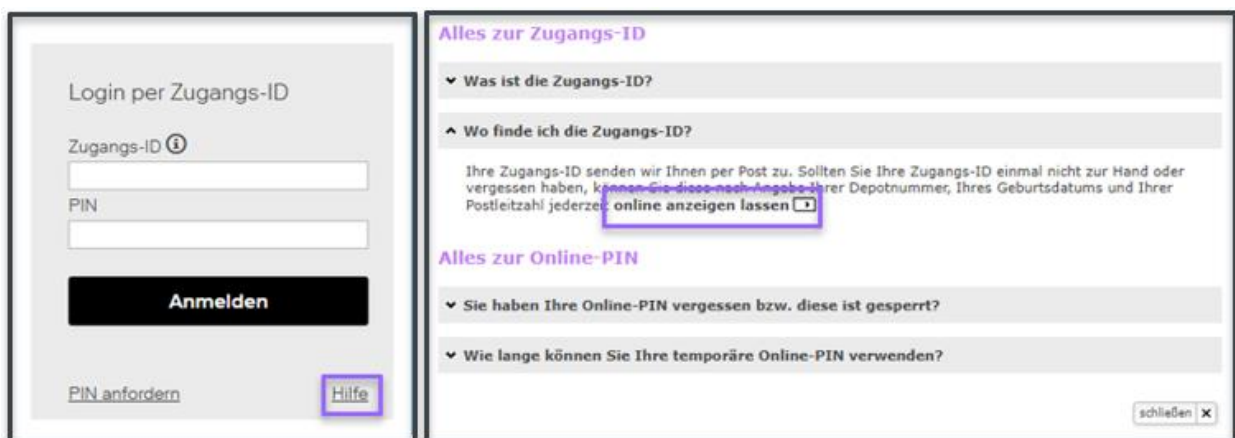 Login per Zugangs-ID
Zugangs-ID
PIN
Anmelden
PIN anfordern
Hilfe
Alles zur Zugangs-ID
Was ist die Zugangs-ID?
Wo finde ich die Zugangs-ID?
Ihre Zugangs-ID senden wir Ihnen per Post zu. Sollten Sie Ihre Zugangs-ID einmal nicht zur Hand oder
vergessen haben, können Sie diese nach Angabe Ihrer Depotnummer, Ihres Geburtsdatums und Ihrer
Postleitzahl jederzeit online anzeigen lassen
Alles zur Online-PIN
Sie haben Ihre Online-PIN vergessen bzw. diese ist gesperrt?
Wie lange können Sie Ihre temporäre Online-PIN verwenden?
schließen X